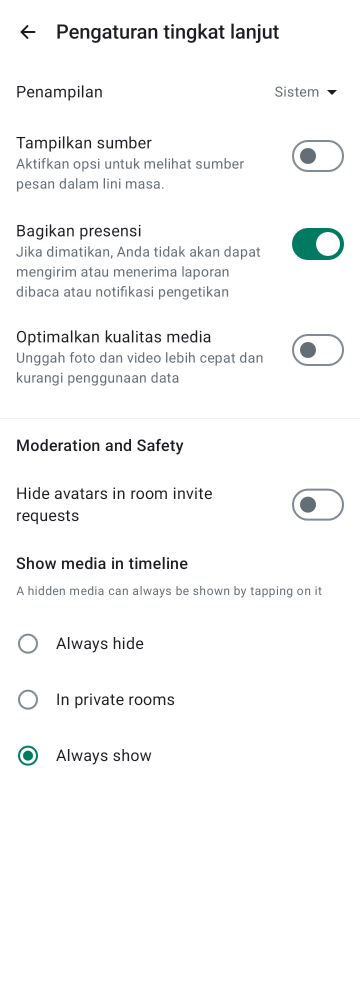 Pengaturan tingkat lanjut
Penampilan
Sistem
Tampilkan sumber
Aktifkan opsi untuk melihat sumber
pesan dalam lini masa.
Bagikan presensi
Jika dimatikan, Anda tidak akan dapat
mengirim atau menerima laporan
dibaca atau notifikasi pengetikan
Optimalkan kualitas media
Unggah foto dan video lebih cepat dan
kurangi penggunaan data
Moderation and Safety
Hide avatars in room invite
requests
Show media in timeline
A hidden media can always be shown by tapping on it
Always hide
In private rooms
Always show